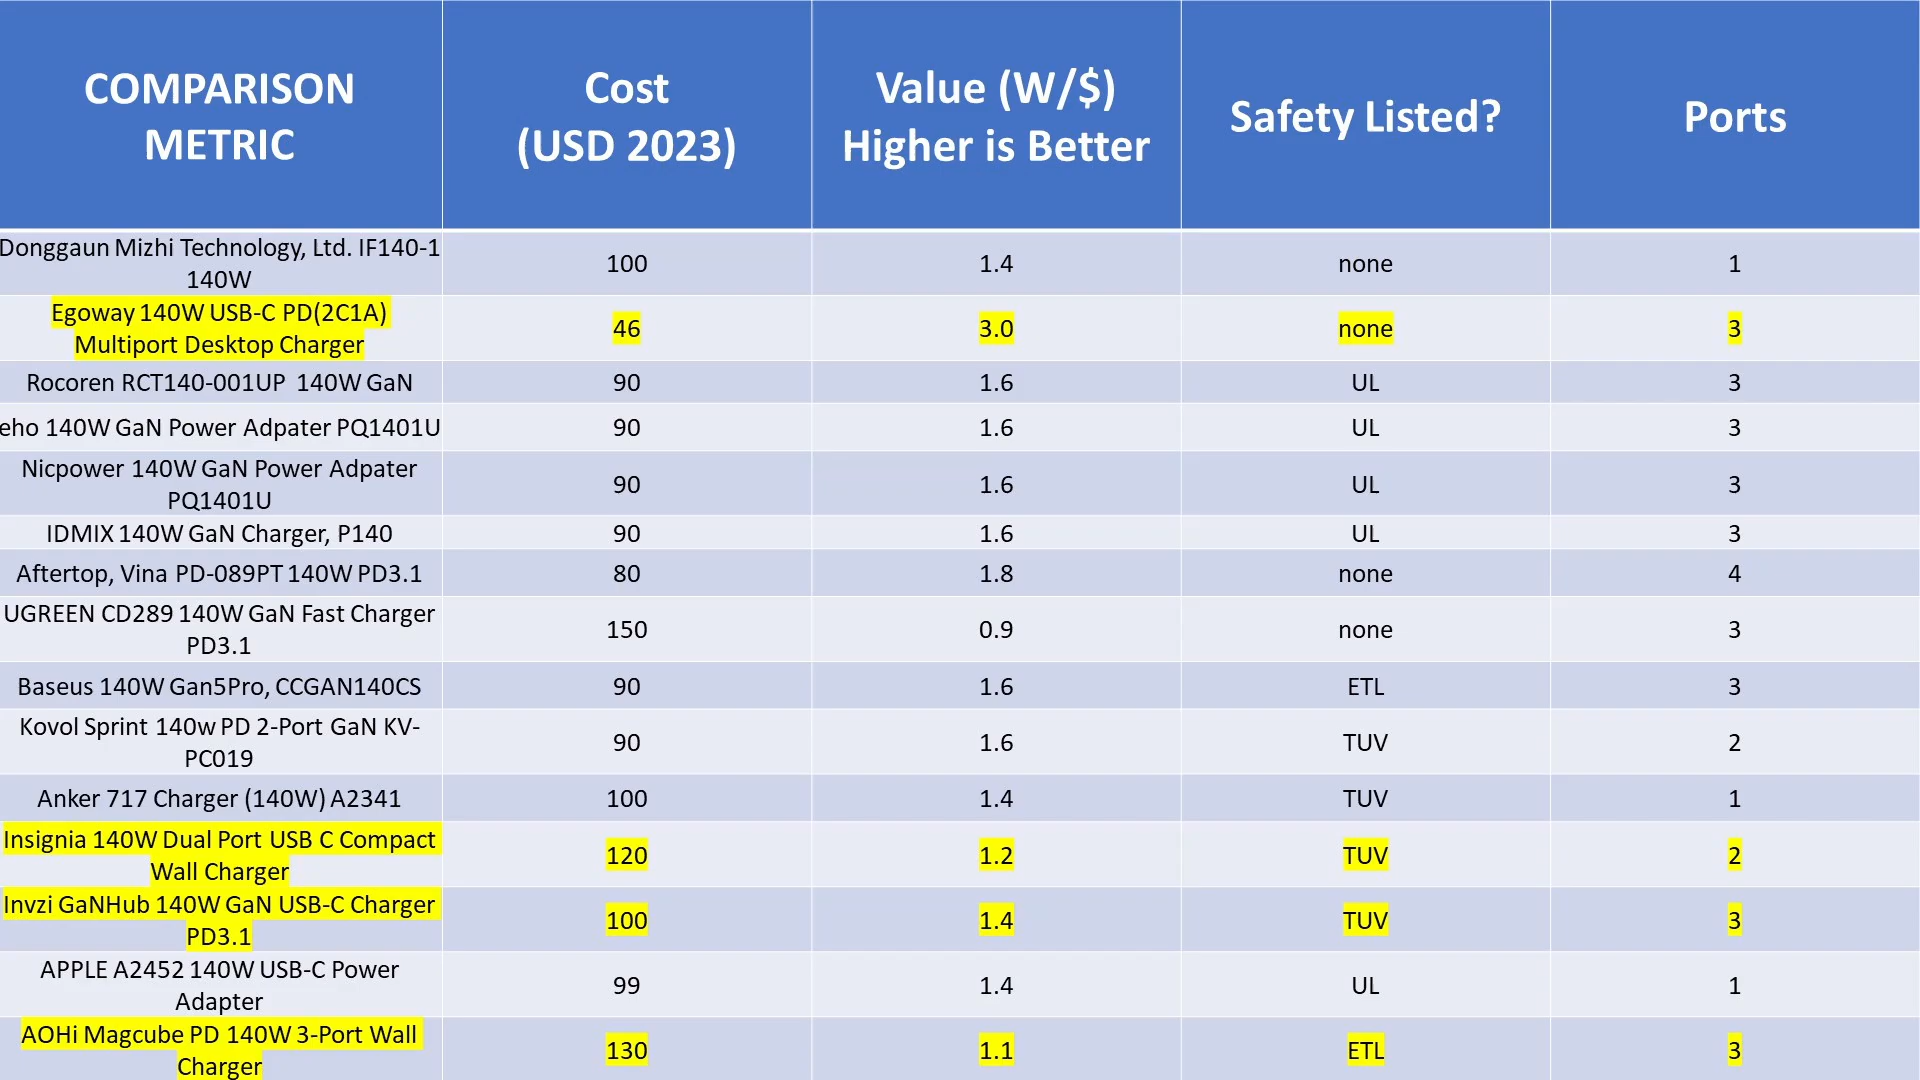 COMPARISON
METRIC
Cost
(USD 2023)
Value (W/$)
Higher is Better
Safety Listed?
Ports
Donggaun Mizhi Technology, Ltd. IF140-1
140W
100
1.4
none
1
Egoway 140W USB-C PD(2C1A)
Multiport Desktop Charger
46
3.0
none
3
Rocoren RCT140-001UP 140W GaN
90
1.6
UL
3
eho 140W GaN Power Adpater PQ1401U
90
1.6
UL
3
Nicpower 140W GaN Power Adpater
PQ1401U
90
1.6
UL
3
IDMIX 140W GaN Charger, P140
90
1.6
UL
3
Aftertop, Vina PD-089PT 140W PD3.1
80
1.8
none
4
UGREEN CD289 140W GaN Fast Charger
PD3.1
150
0.9
none
3
Baseus 140W Gan5Pro, CCGAN140CS
90
1.6
ETL
3
Kovol Sprint 140w PD 2-Port GaN KV-
PC019
90
1.6
TUV
2
Anker 717 Charger (140W) A2341
100
1.4
TUV
1
Insignia 140W Dual Port USB C Compact
Wall Charger
120
1.2
TUV
2
Invzi GaNHub 140W GaN USB-C Charger
PD3.1
100
1.4
TUV
3
APPLE A2452 140W USB-C Power
Adapter
99
1.4
UL
1
AOHi Magcube PD 140W 3-Port Wall
Charger
130
1.1
ETL
3